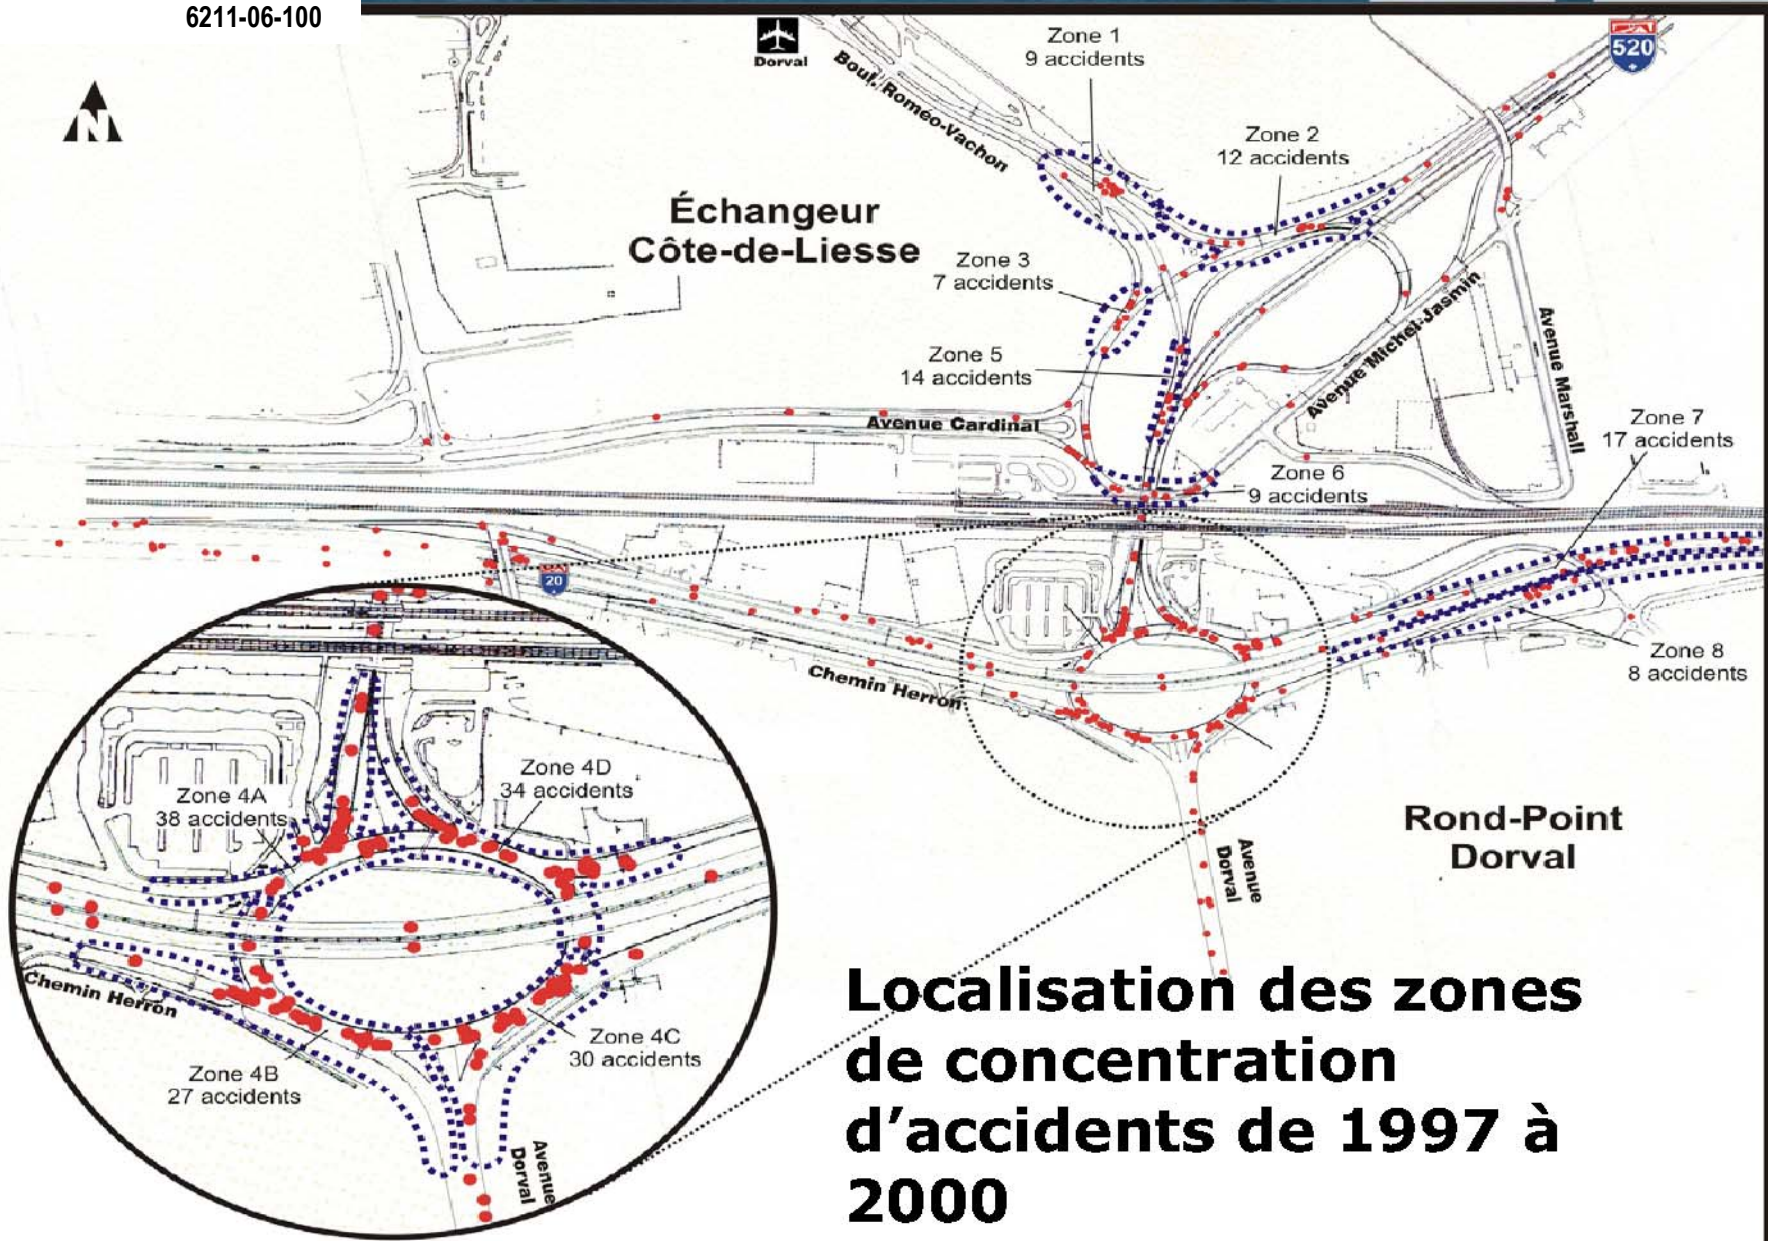 6211-06-100
Dorval
Boul. Roméo-Vachon
Zone 1
9 accidents
520
N
Zone 2
12 accidents
Échangeur
Côte-de-Liesse
Zone 3
7 accidents
Avenue Michel-Jasmin
Avenue Marshall
Zone 5
14 accidents
Avenue Cardinal
Zone 7
17 accidents
Zone 6
9 accidents
20
Zone 8
8 accidents
Chemin Herron
Zone 4D
34 accidents
Zone 4A
38 accidents
Rond-Point
Dorval
Avenue
Dorval
Chemin Herron
Zone 4C
30 accidents
Zone 4B
27 accidents
Avenue
Dorval
Localisation des zones
de concentration
d'accidents de 1997 à
2000